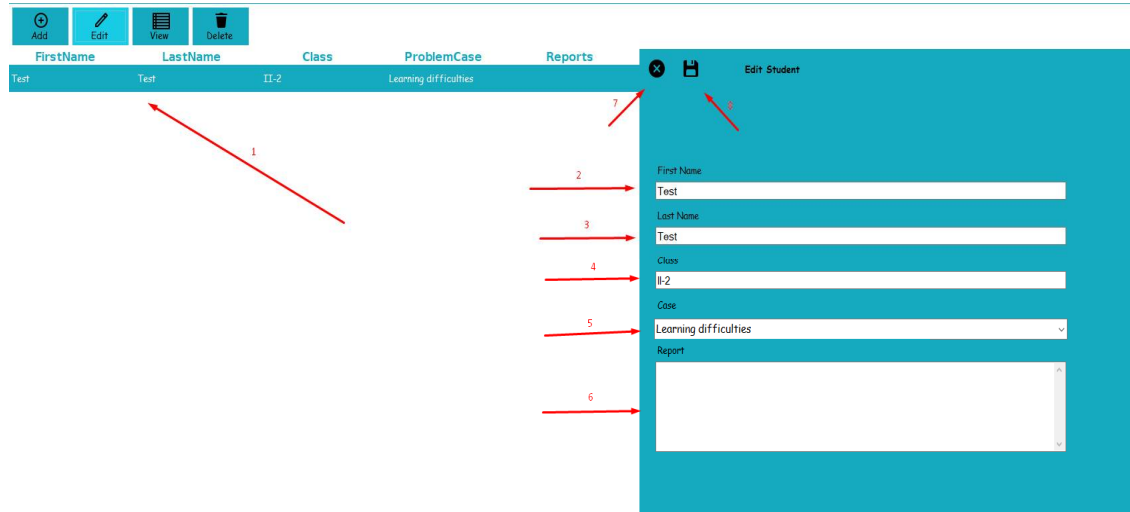 Add Edit View Delete
FirstName LastName Class ProblemCase Reports
Test Test II-2 Learning difficulties
Edit Student
7
8
1
First Name
2
Test
Last Name
3
Test
Class
4
II-2
Case
5
Learning difficulties
Report
6